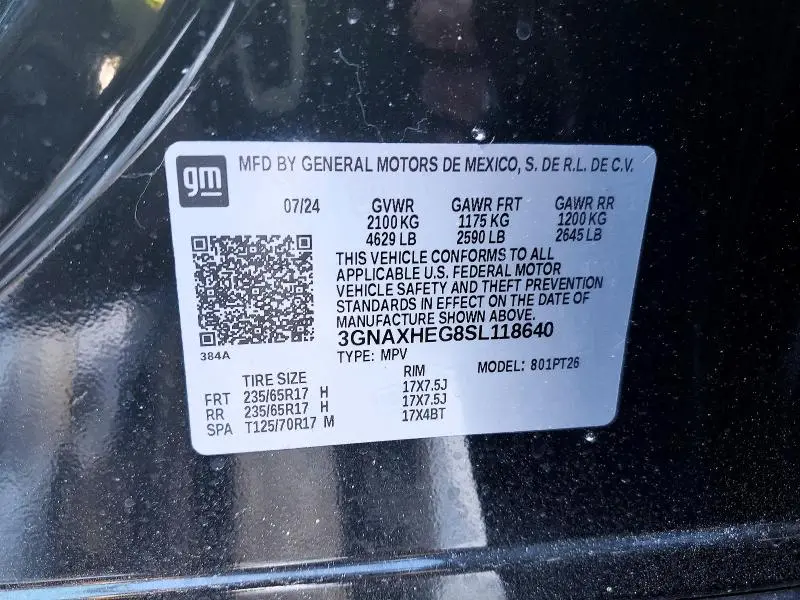 gm
MFD BY GENERAL MOTORS DE MEXICO, S. DE R.L. DE C.V.
07/24 GVWR GAWR FRT GAWR RR
2100 KG 1175 KG 1200 KG
4629 LB 2590 LB 2645 LB
THIS VEHICLE CONFORMS TO ALL
APPLICABLE U.S. FEDERAL MOTOR
VEHICLE SAFETY AND THEFT PREVENTION
STANDARDS IN EFFECT ON THE DATE OF
MANUFACTURE SHOWN ABOVE.
3GNAXHEG8SL118640
384A
TYPE: MPV MODEL: 801PT26
TIRE SIZE RIM
FRT 235/65R17 H 17X7.5J
RR 235/65R17 H 17X7.5J
SPA T125/70R17 M 17X4BT